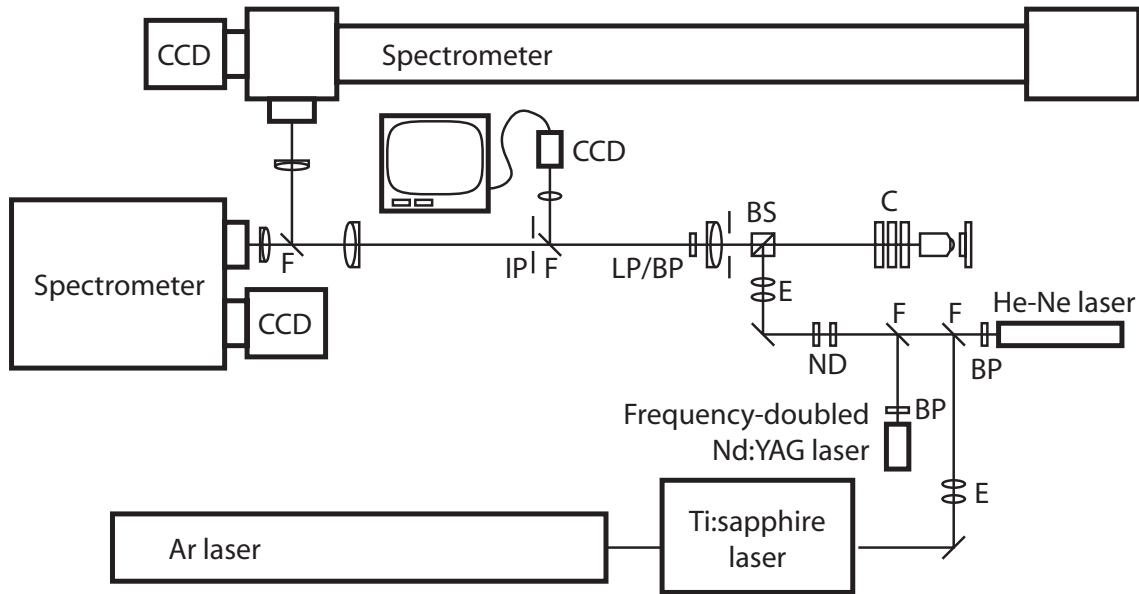 CCD
Spectrometer
CCD
BS
C
F
IP
F
LP/BP
Spectrometer
E
He-Ne laser
CCD
F
F
ND
BP
Frequency-doubled
BP
Nd:YAG laser
E
Ti:sapphire
laser
Ar laser